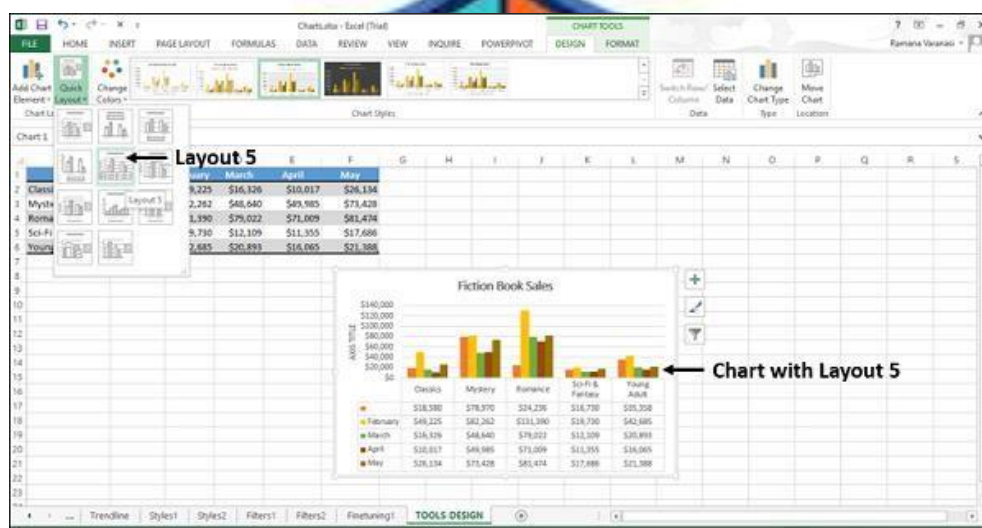 Charts.xlsx - Excel (Trial)
CHART TOOLS
FILE HOME INSERT PAGE LAYOUT FORMULAS DATA REVIEW VIEW INQUIRE POWERPIVOT DESIGN FORMAT
Ramana Varanasi
Add Chart Element Quick Layout Change Colors
Switch Row/ Column Select Data Change Chart Type Move Chart
Chart Styles Data Type Location
Chart 1
Layout 5
E F G H I J K L M N O P Q R S
March April May
2 9,225 $16,326 $10,017 $26,134
3 2,262 $48,640 $49,985 $73,428
4 Roma 1,390 $79,022 $71,009 $81,474
5 Sci-Fi 9,730 $12,109 $11,355 $17,686
6 Young 2,685 $20,893 $16,065 $21,388
Layout 5
Fiction Book Sales
$140,000
$120,000
$100,000
$80,000
$60,000
$40,000
$20,000
$0
AXIS TITLE
Classics Mystery Romance Sci-Fi & Fantasy Young Adult
$18,580 $78,970 $24,236 $16,730 $35,358
February $49,225 $82,262 $131,390 $19,730 $42,685
March $16,326 $48,640 $79,022 $12,109 $20,893
April $10,017 $49,985 $71,009 $11,355 $16,065
May $26,134 $73,428 $81,474 $17,686 $21,388
Chart with Layout 5
... Trendline Styles1 Styles2 Filters1 Filters2 Finetuning1 TOOLS DESIGN